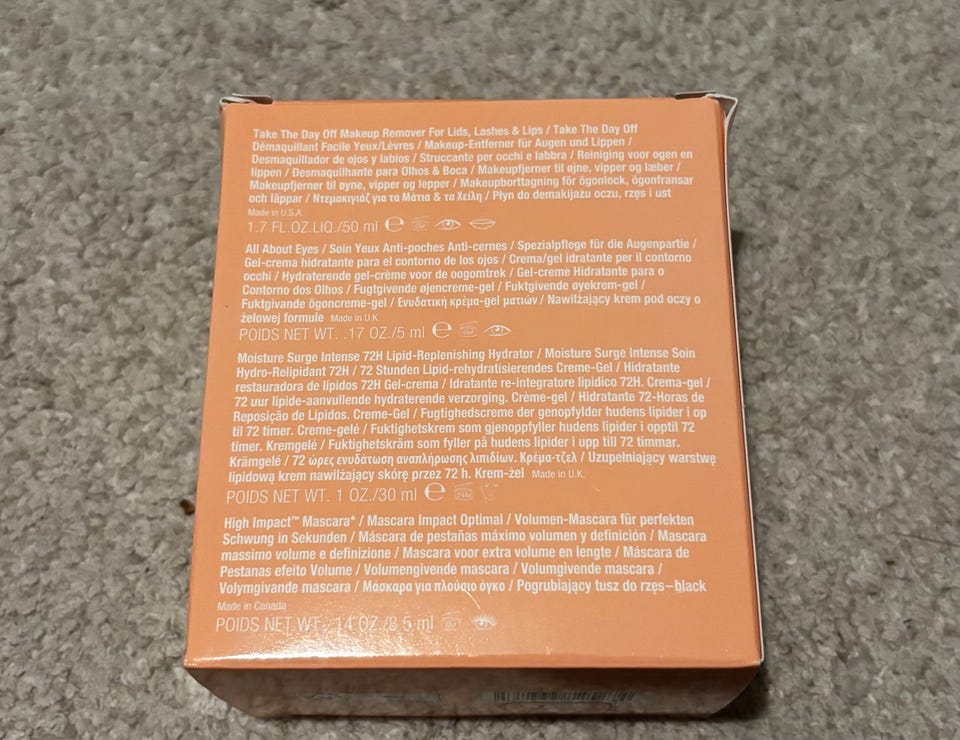 Take The Day Off Makeup Remover For Lids, Lashes & Lips / Take The Day Off
Démaquillant Facile Yeux/Lèvres / Makeup-Entferner für Augen und Lippen /
Desmaquillador de ojos y labios / Struccante per occhi e labbra / Reiniging voor ogen en
lippen / Desmaquilhante para Olhos & Boca / Makeupfjerner til øjne, vipper og læber /
Makeupfjerner til øyne, vipper og lepper / Makeupborttagning för ögonlock, ögonfransar
och läppar / Ντεμακιγιάζ για τα Μάτια & τα Χείλη / Płyn do demakijażu oczu, rzęs i ust
Made in U.S.A.
1.7 FL.OZ.LIQ./50 ml ℮
All About Eyes / Soin Yeux Anti-poches Anti-cernes / Spezialpflege für die Augenpartie /
Gel-crema hidratante para el contorno de los ojos / Crema/gel idratante per il contorno
occhi / Hydraterende gel-crème voor de oogomtrek / Gel-creme Hidratante para o
Contorno dos Olhos / Fugtgivende øjencreme-gel / Fuktgivende øyekrem-gel /
Fuktgivande ögoncreme-gel / Ενυδατική κρέμα-gel ματιών / Nawilżający krem pod oczy o
żelowej formule Made in U.K.
POIDS NET WT. .17 OZ./5 ml ℮
Moisture Surge Intense 72H Lipid-Replenishing Hydrator / Moisture Surge Intense Soin
Hydro-Relipidant 72H / 72 Stunden Lipid-rehydratisierendes Creme-Gel / Hidratante
restauradora de lípidos 72H Gel-crema / Idratante re-integratore lipidico 72H. Crema-gel /
72 uur lipide-aanvullende hydraterende verzorging. Crème-gel / Hidratante 72-Horas de
Reposição de Lípidos. Creme-Gel / Fugtighedscreme der genopfylder hudens lipider i op
til 72 timer. Creme-gelé / Fuktighetskrem som gjenoppfyller hudens lipider i opptil 72
timer. Kremgelé / Fuktighetskräm som fyller på hudens lipider i upp till 72 timmar.
Krämgelé / 72 ώρες ενυδάτωση αναπλήρωσης λιπιδίων. Κρέμα-τζελ / Uzupełniający warstwę
lipidową krem nawilżający skórę przez 72 h. Krem-żel Made in U.K.
POIDS NET WT. 1 OZ./30 ml ℮ 24M
High Impact™ Mascara* / Mascara Impact Optimal / Volumen-Mascara für perfekten
Schwung in Sekunden / Máscara de pestañas máximo volumen y definición / Mascara
massimo volume e definizione / Mascara voor extra volume en lengte / Máscara de
Pestanas efeito Volume / Volumengivende mascara / Volumgivende mascara /
Volymgivande mascara / Μάσκαρα για πλούσιο όγκο / Pogrubiający tusz do rzęs–black
Made in Canada
POIDS NET WT. .14 OZ./3.5 ml